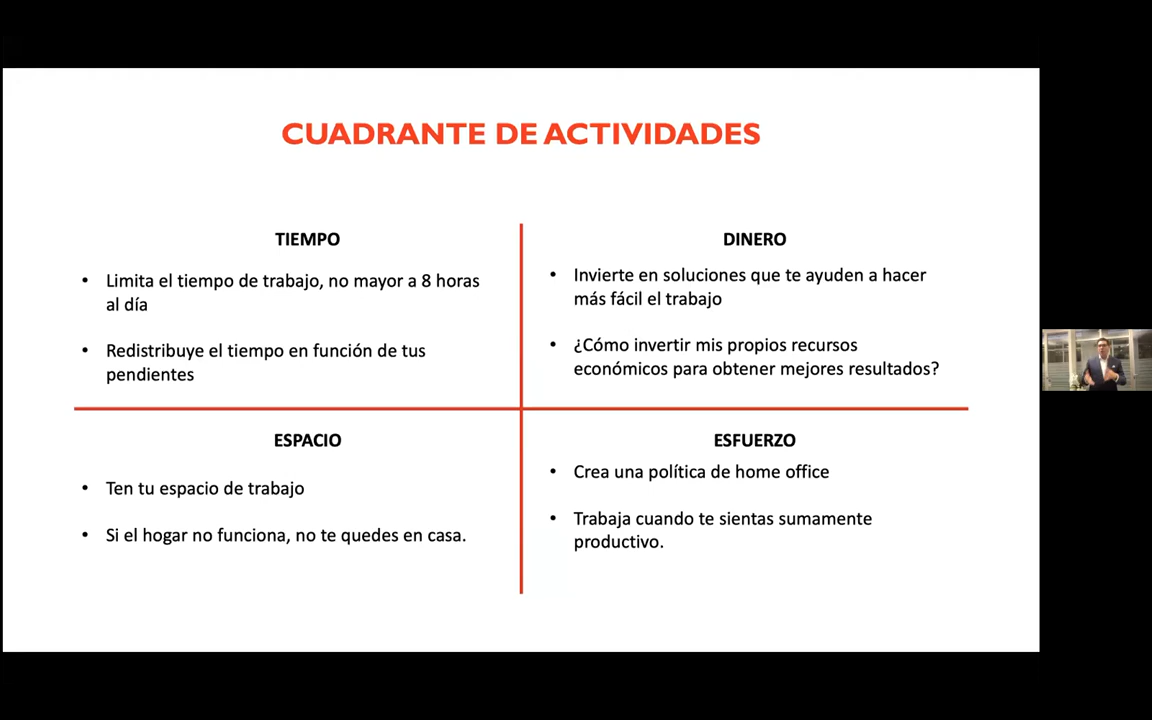 CUADRANTE DE ACTIVIDADES
TIEMPO
• Limita el tiempo de trabajo, no mayor a 8 horas
al día
• Redistribuye el tiempo en función de tus
pendientes
DINERO
• Invierte en soluciones que te ayuden a hacer
más fácil el trabajo
• ¿Cómo invertir mis propios recursos
económicos para obtener mejores resultados?
ESPACIO
• Ten tu espacio de trabajo
• Si el hogar no funciona, no te quedes en casa.
ESFUERZO
• Crea una política de home office
• Trabaja cuando te sientas sumamente
productivo.